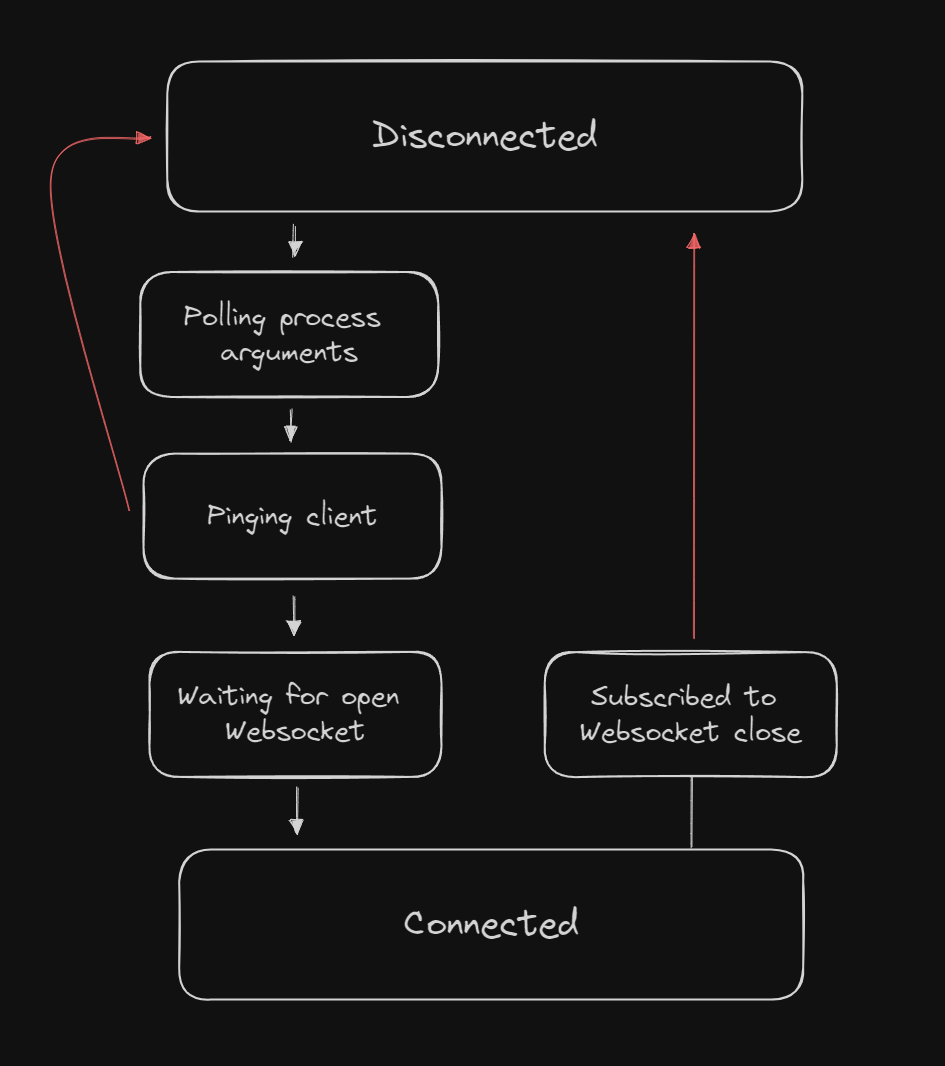 Disconnected
Polling process
arguments
Pinging client
Waiting for open
Websocket
Subscribed to
Websocket close
Connected